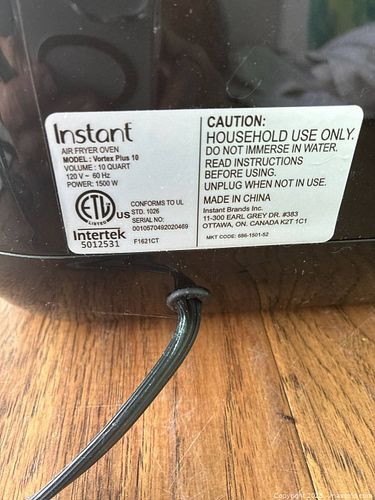 Instant
AIR FRYER OVEN
MODEL : Vortex Plus 10
VOLUME : 10 QUART
120 V ~ 60 Hz
POWER: 1500 W
ETL
LISTED
US
CONFORMS TO UL
STD. 1026
SERIAL NO:
0010570492020469
Intertek
5012531
F1621CT
CAUTION:
HOUSEHOLD USE ONLY.
DO NOT IMMERSE IN WATER.
READ INSTRUCTIONS
BEFORE USING.
UNPLUG WHEN NOT IN USE.
MADE IN CHINA
Instant Brands Inc.
11-300 EARL GREY DR. #383
OTTAWA, ON. CANADA K2T 1C1
MKT CODE: 686-1501-52